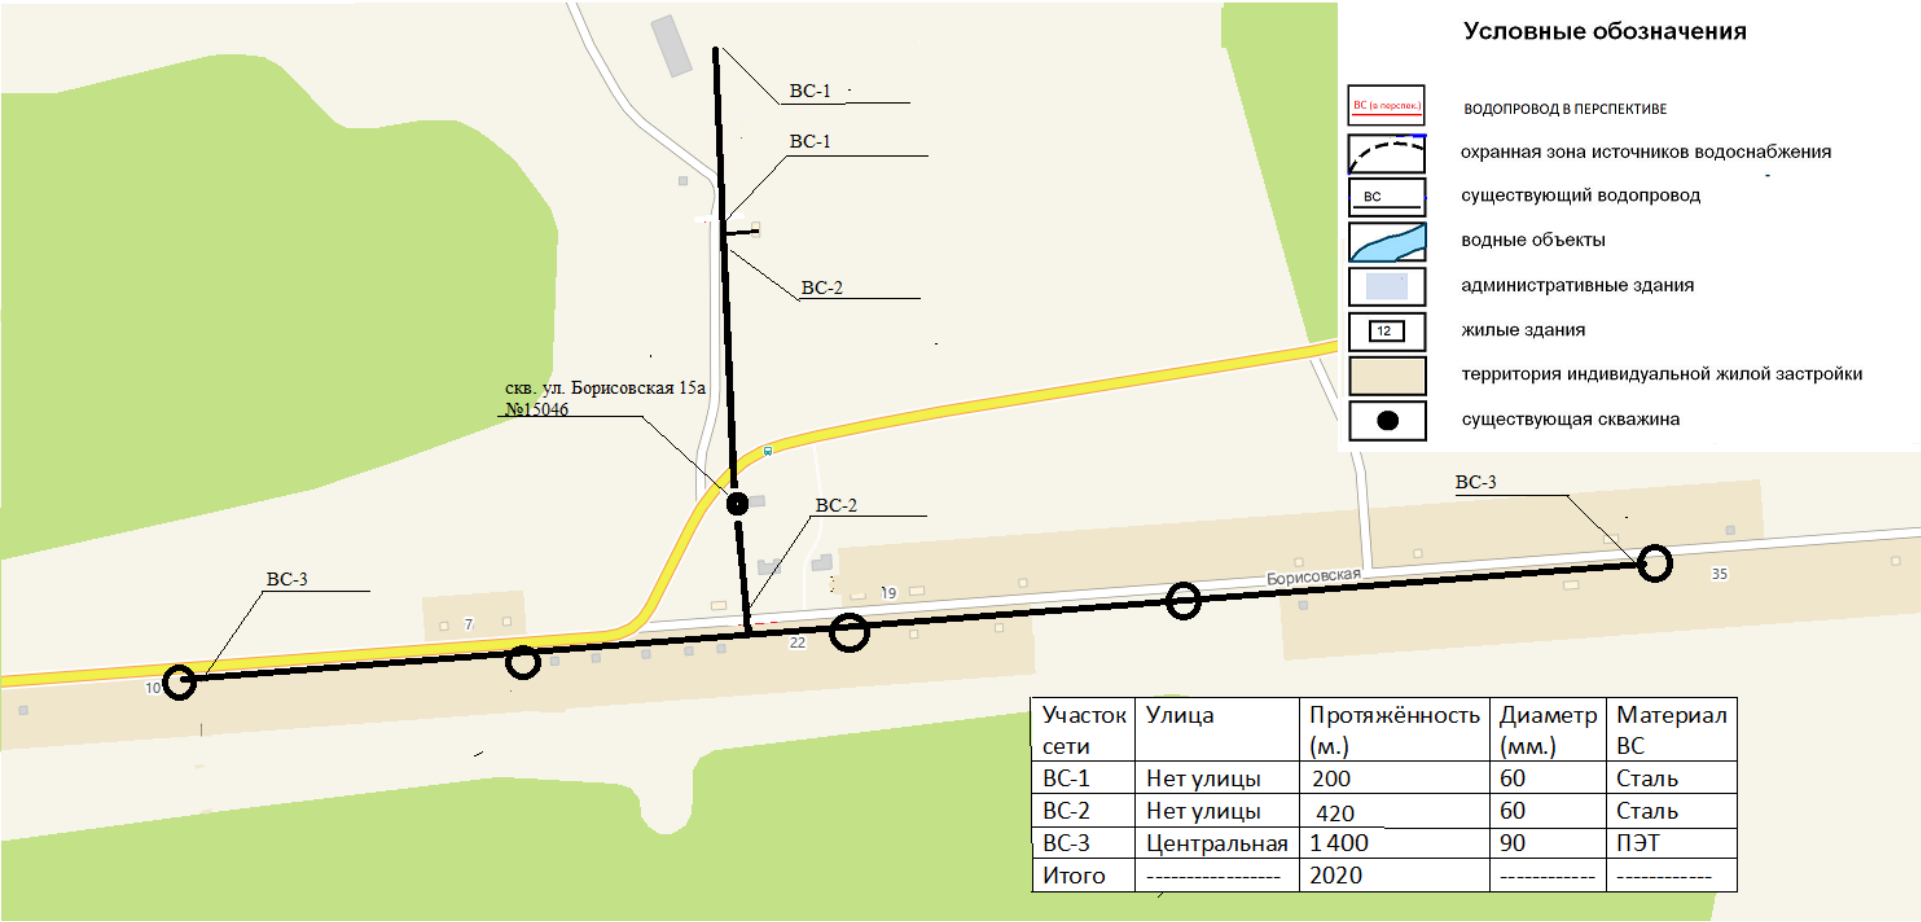 Условные обозначения
ВС (в перспек.)
ВОДОПРОВОД В ПЕРСПЕКТИВЕ
охранная зона источников водоснабжения
ВС
существующий водопровод
водные объекты
административные здания
12
жилые здания
территория индивидуальной жилой застройки
существующая скважина
ВС-1
ВС-1
ВС-2
скв. ул. Борисовская 15а
№15046
ВС-2
ВС-3
ВС-3
Борисовская
7
10
19
22
35
Участок сети Улица Протяжённость (м.) Диаметр (мм.) Материал ВС
ВС-1 Нет улицы 200 60 Сталь
ВС-2 Нет улицы 420 60 Сталь
ВС-3 Центральная 1 400 90 ПЭТ
Итого ----------------- 2020 ------------ ------------